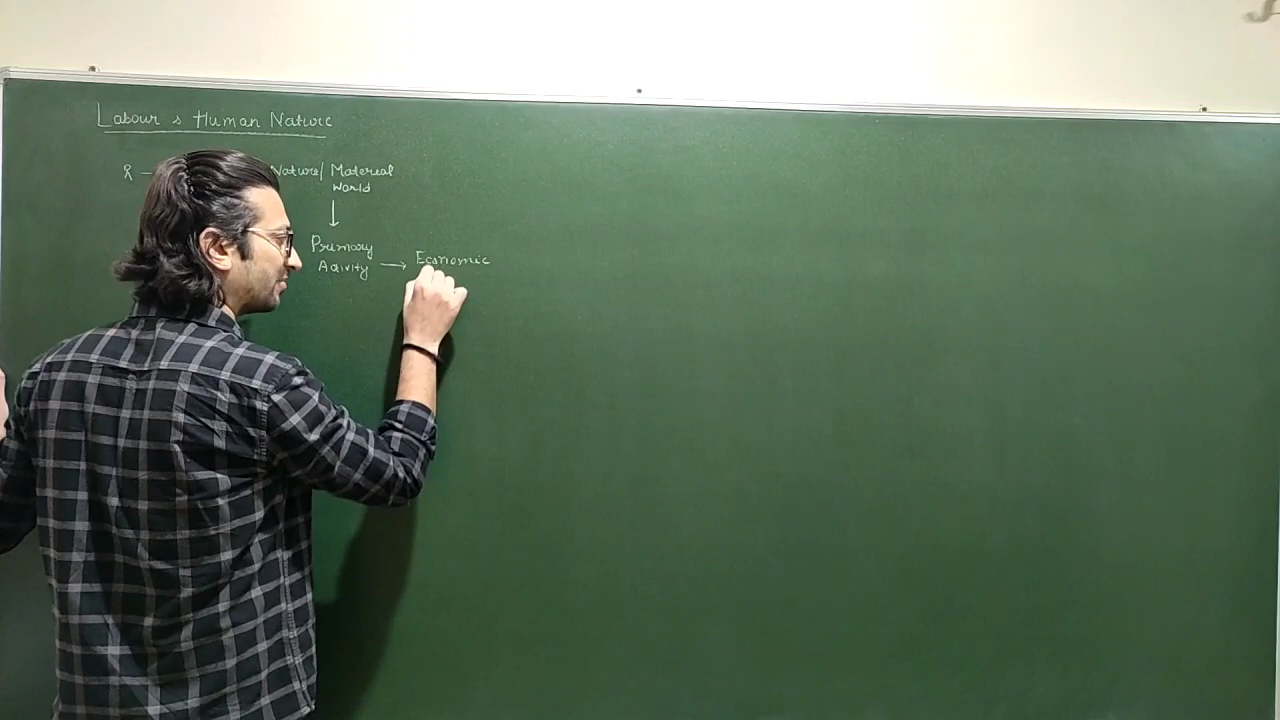 Labour & Human Nature
Nature/ Material
World
Primary
Activity → Economic